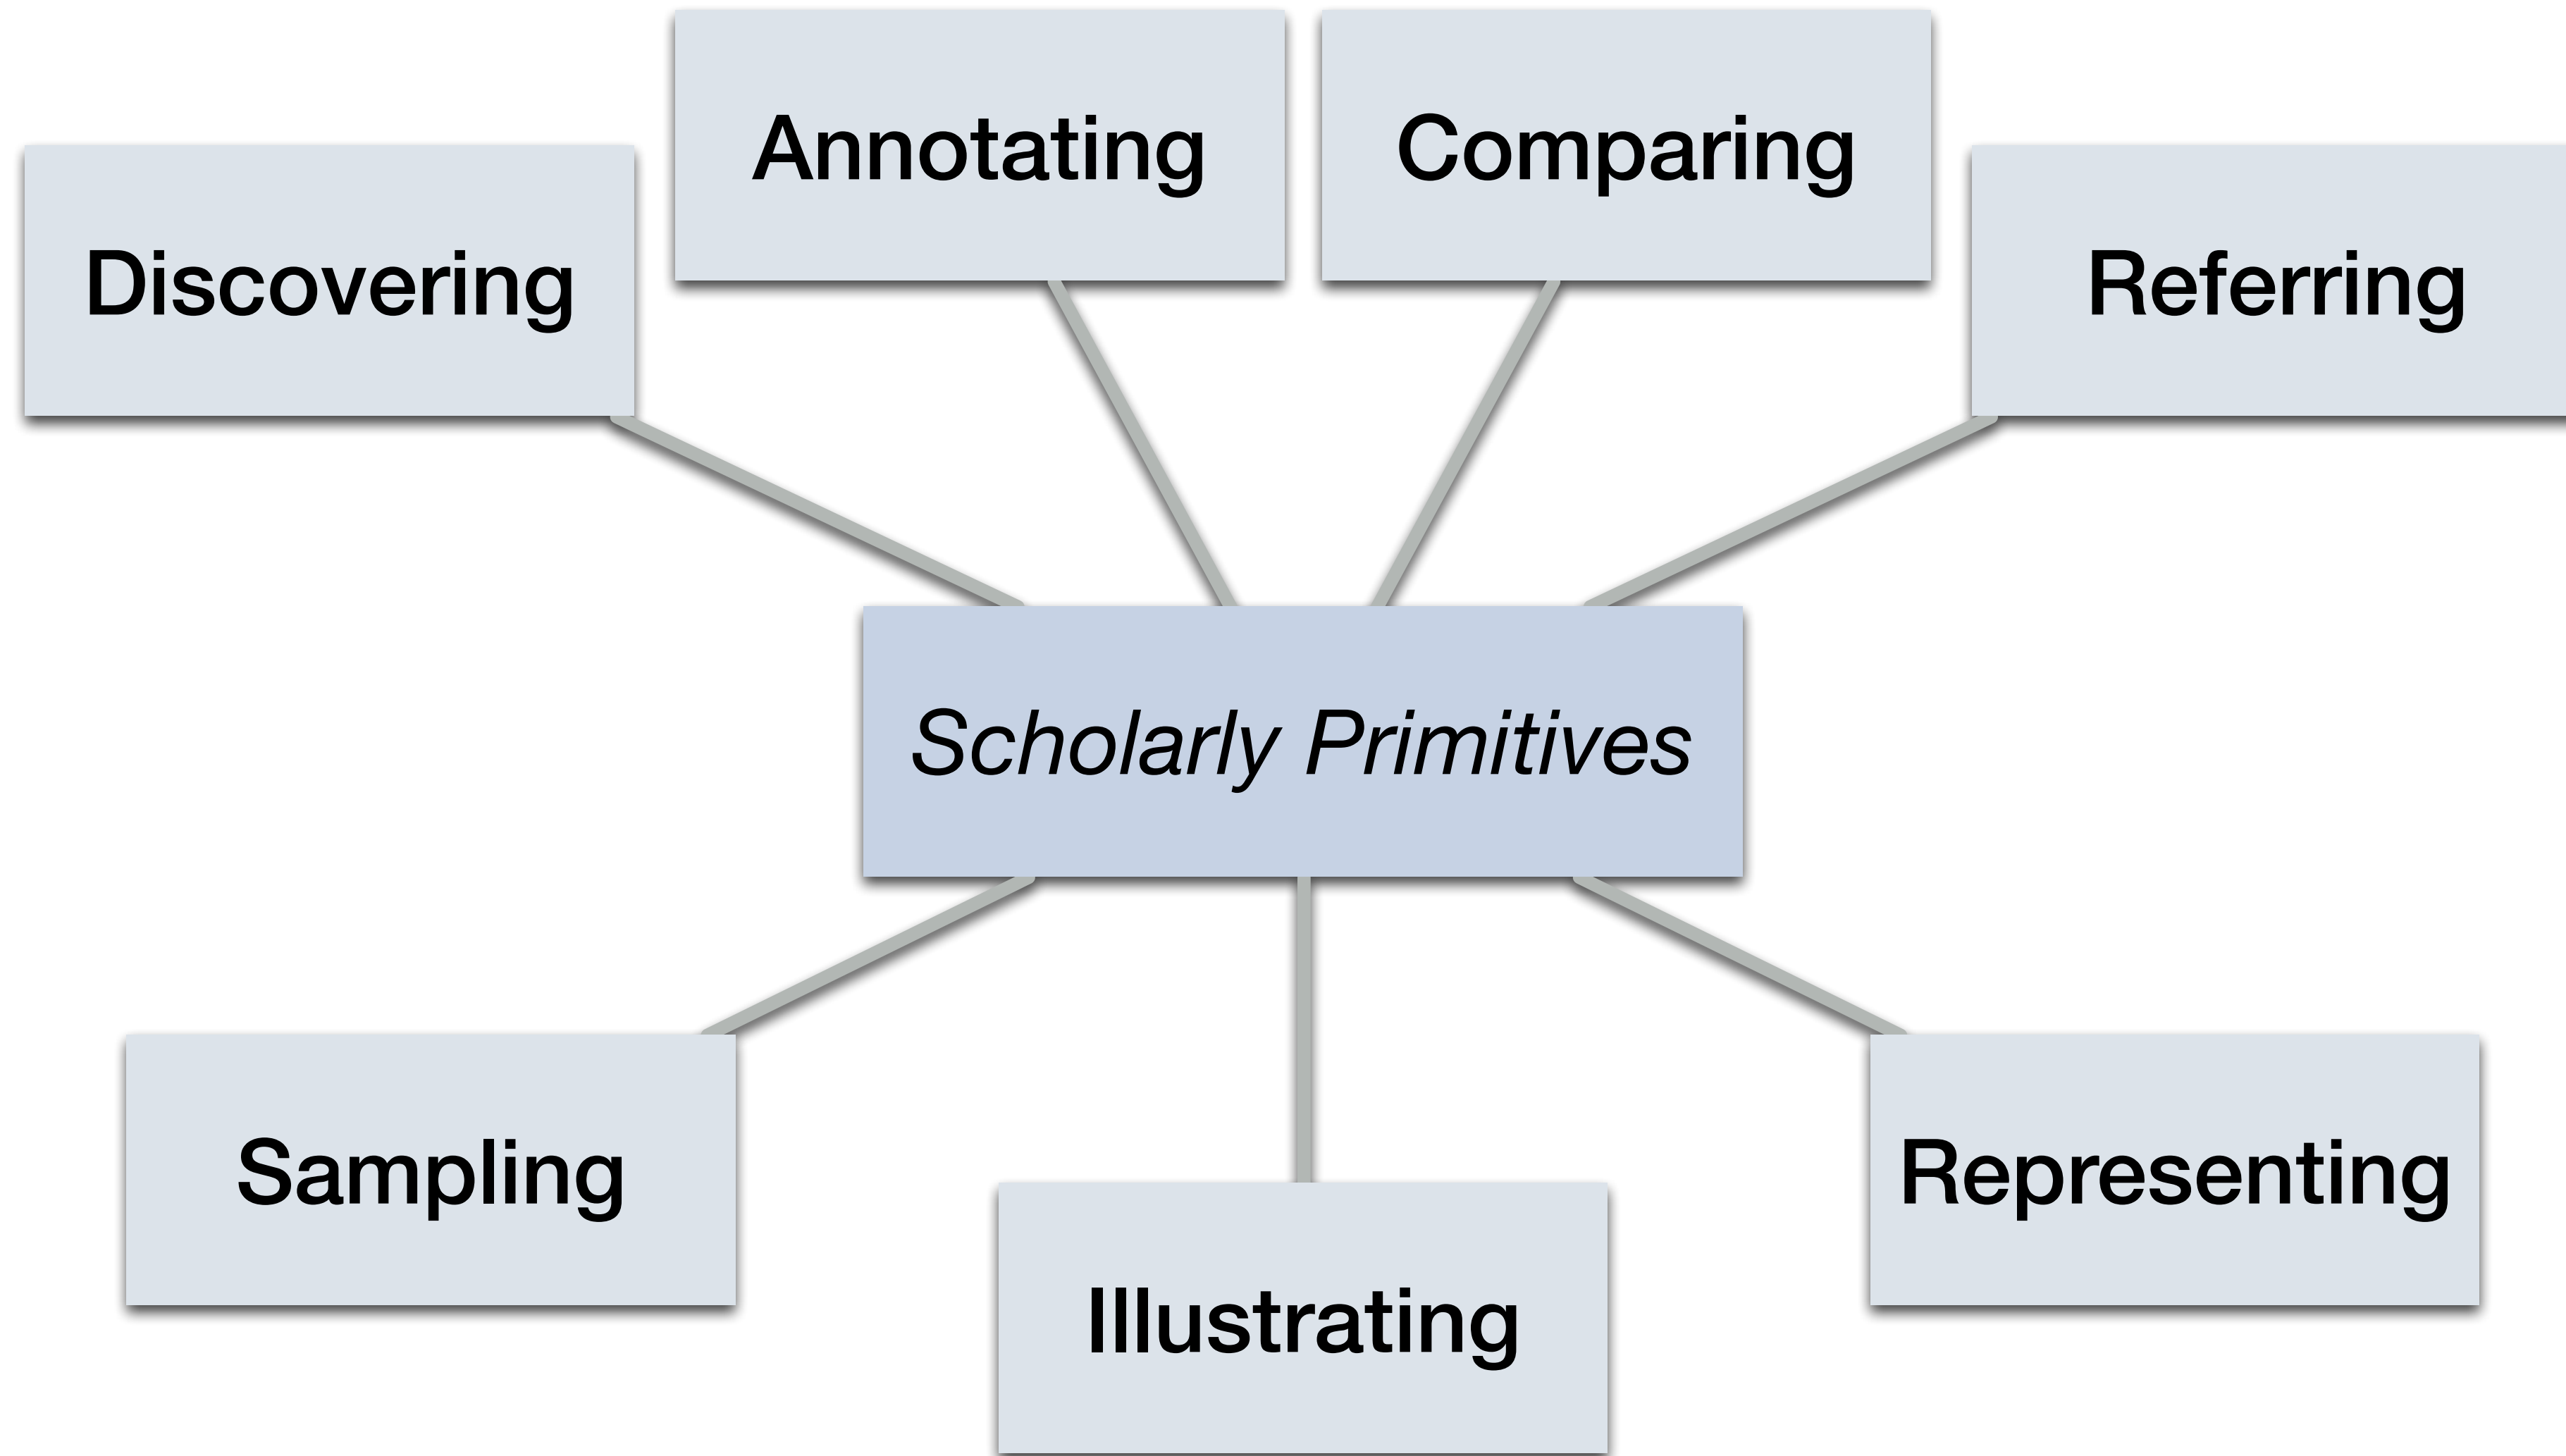 Annotating
Comparing
Discovering
Referring
Scholarly Primitives
Sampling
Representing
Illustrating